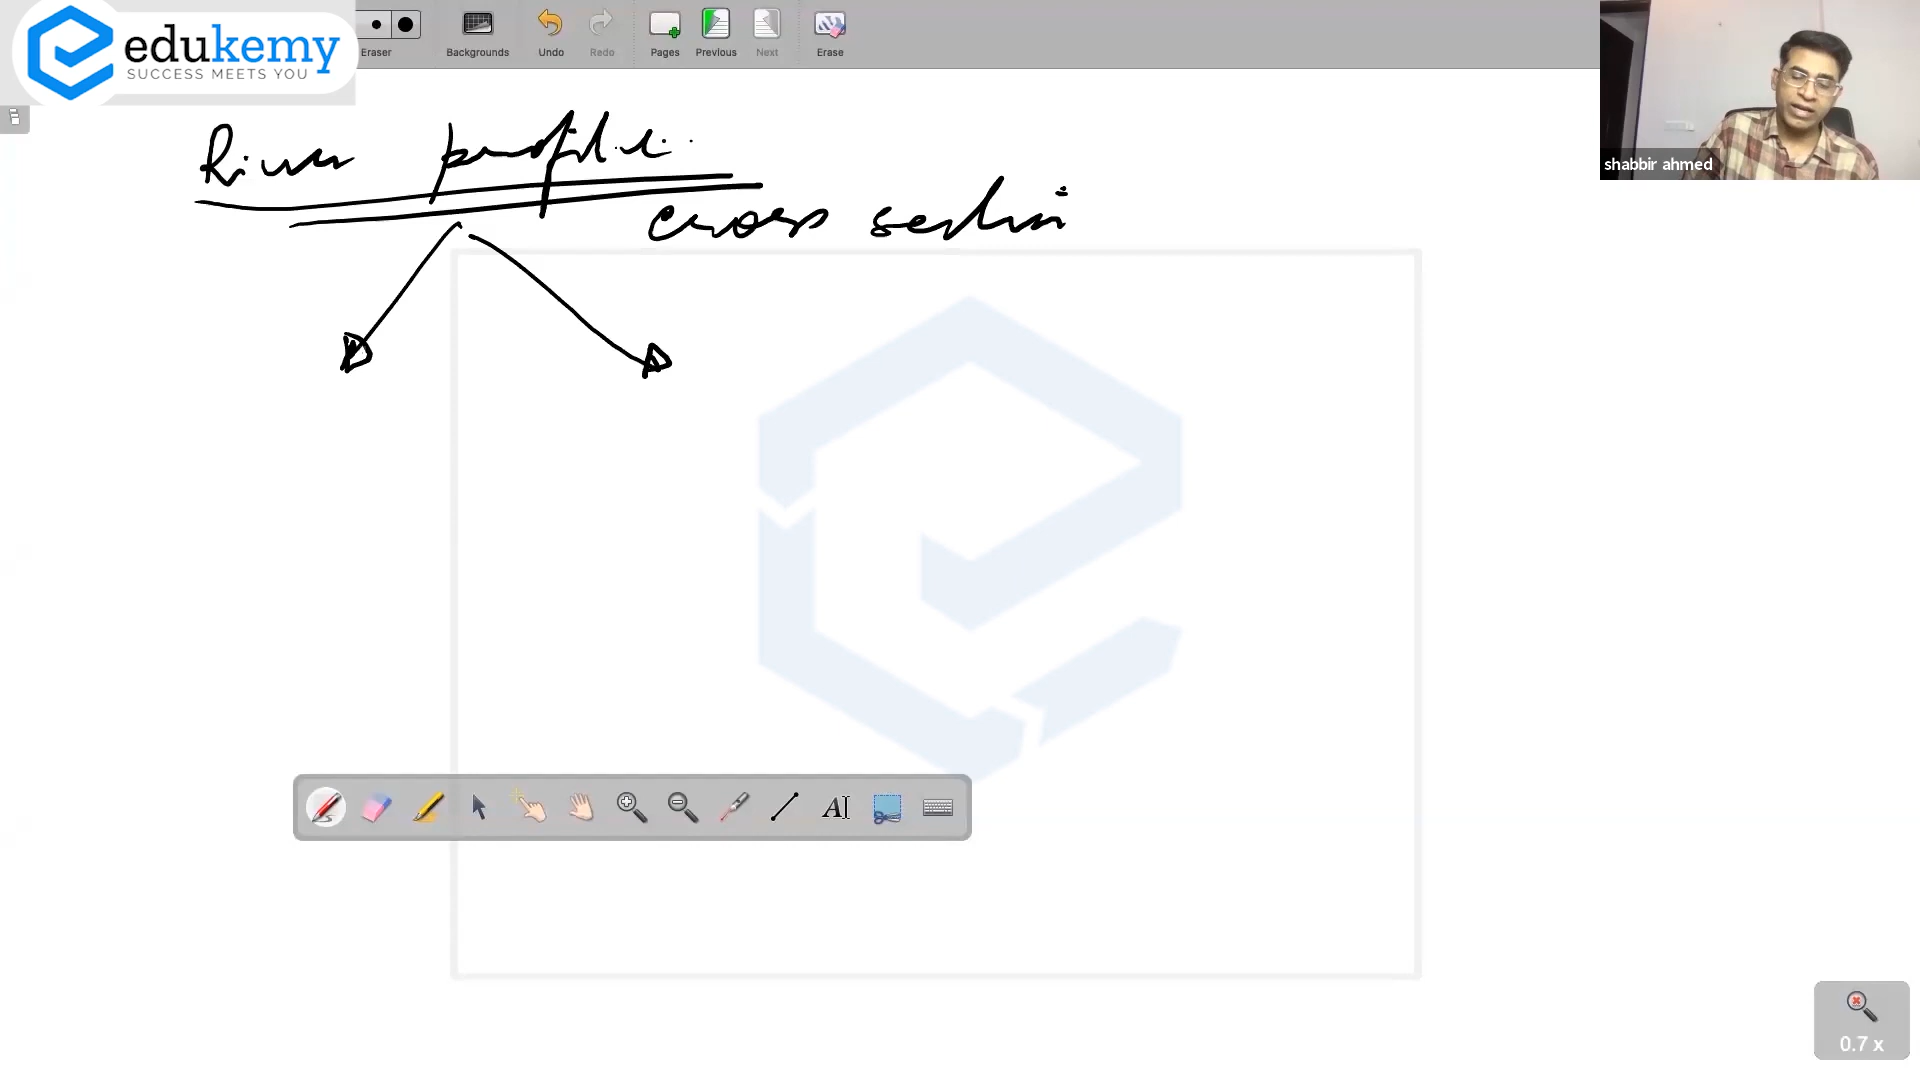 edukemy
SUCCESS MEETS YOU
Eraser
Backgrounds
Undo
Redo
Pages
Previous
Next
Erase
shabbir ahmed
River profile
cross section
AI
0.7 x